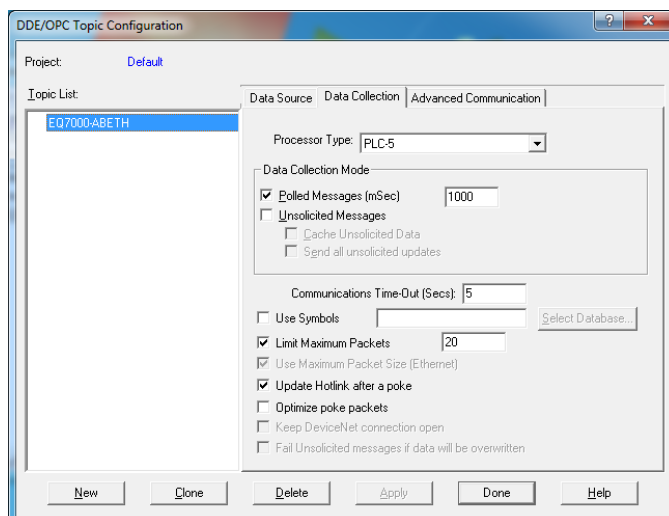 DDE/OPC Topic Configuration
Project: Default
Topic List:
EQ7000-ABETH
Data Source Data Collection Advanced Communication
Processor Type: PLC-5
Data Collection Mode
Polled Messages (mSec) 1000
Unsolicited Messages
Cache Unsolicited Data
Send all unsolicited updates
Communications Time-Out (Secs): 5
Use Symbols Select Database...
Limit Maximum Packets 20
Use Maximum Packet Size (Ethernet)
Update Hotlink after a poke
Optimize poke packets
Keep DeviceNet connection open
Fail Unsolicited messages if data will be overwritten
New Clone Delete Apply Done Help